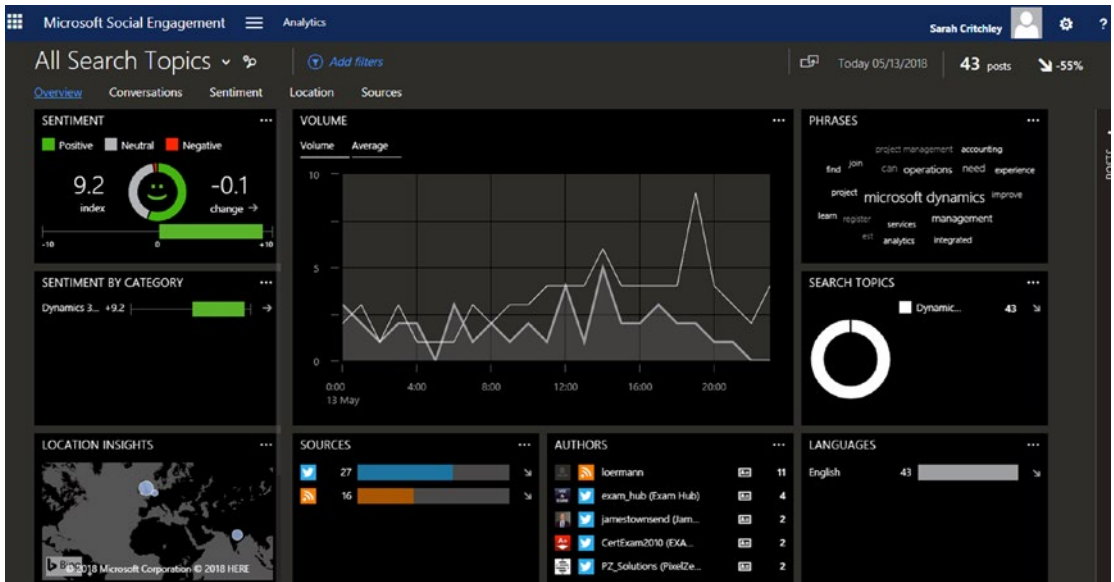 Microsoft Social Engagement Analytics Sarah Critchley ?
All Search Topics Add filters Today 05/13/2018 43 posts -55%
Overview Conversations Sentiment Location Sources
SENTIMENT ...
Positive Neutral Negative
9.2 -0.1
index change →
-10 0 +10
SENTIMENT BY CATEGORY ...
Dynamics 3... +9.2 →
LOCATION INSIGHTS ...
© 2018 Microsoft Corporation © 2018 HERE
VOLUME ...
Volume Average
10
5
0
0:00 4:00 8:00 12:00 16:00 20:00
13 May
SOURCES ...
27
16
AUTHORS ...
loermann 11
exam_hub (Exam Hub) 4
jamestownsend (Jam... 2
CertExam2010 (EXA... 2
PZ_Solutions (PixelZe... 2
PHRASES ...
project management accounting
find join can operations need experience
project microsoft dynamics improve
learn register services management
est analytics integrated
SEARCH TOPICS ...
Dynamic... 43
LANGUAGES ...
English 43